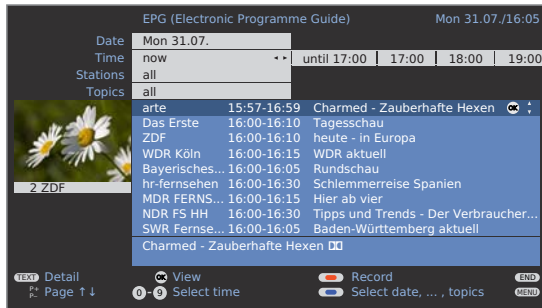 EPG (Electronic Programme Guide) Mon 31.07./16:05
Date Mon 31.07.
Time now until 17:00 17:00 18:00 19:00
Stations all
Topics all
arte 15:57-16:59 Charmed - Zauberhafte Hexen OK
Das Erste 16:00-16:10 Tagesschau
ZDF 16:00-16:10 heute - in Europa
WDR Köln 16:00-16:15 WDR aktuell
Bayerisches... 16:00-16:05 Rundschau
hr-fernsehen 16:00-16:30 Schlemmerreise Spanien
MDR FERNS... 16:00-16:15 Hier ab vier
NDR FS HH 16:00-16:30 Tipps und Trends - Der Verbraucher...
SWR Fernse... 16:00-16:05 Baden-Württemberg aktuell
2 ZDF
Charmed - Zauberhafte Hexen
TEXT Detail OK View Record END
P+ P- Page ↑↓ 0-9 Select time Select date, ... , topics MENU